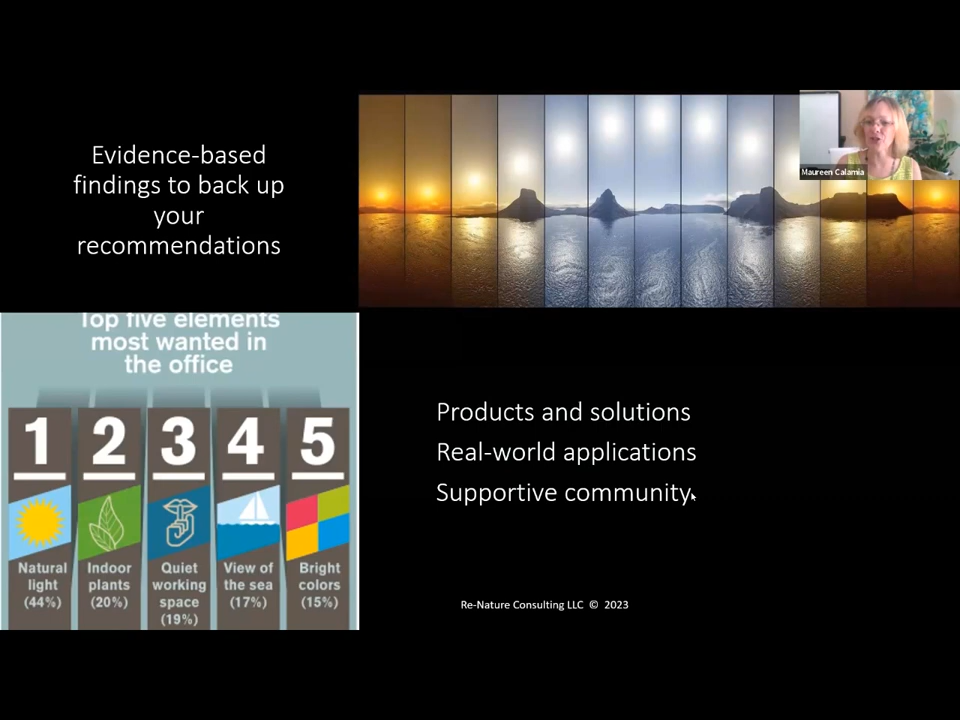 Evidence-based
findings to back up
your
recommendations
Maureen Calamia
Top five elements
most wanted in
the office
1
2
3
4
5
Natural
light
(44%)
Indoor
plants
(20%)
Quiet
working
space
(19%)
View of
the sea
(17%)
Bright
colors
(15%)
Products and solutions
Real-world applications
Supportive community
Re-Nature Consulting LLC © 2023